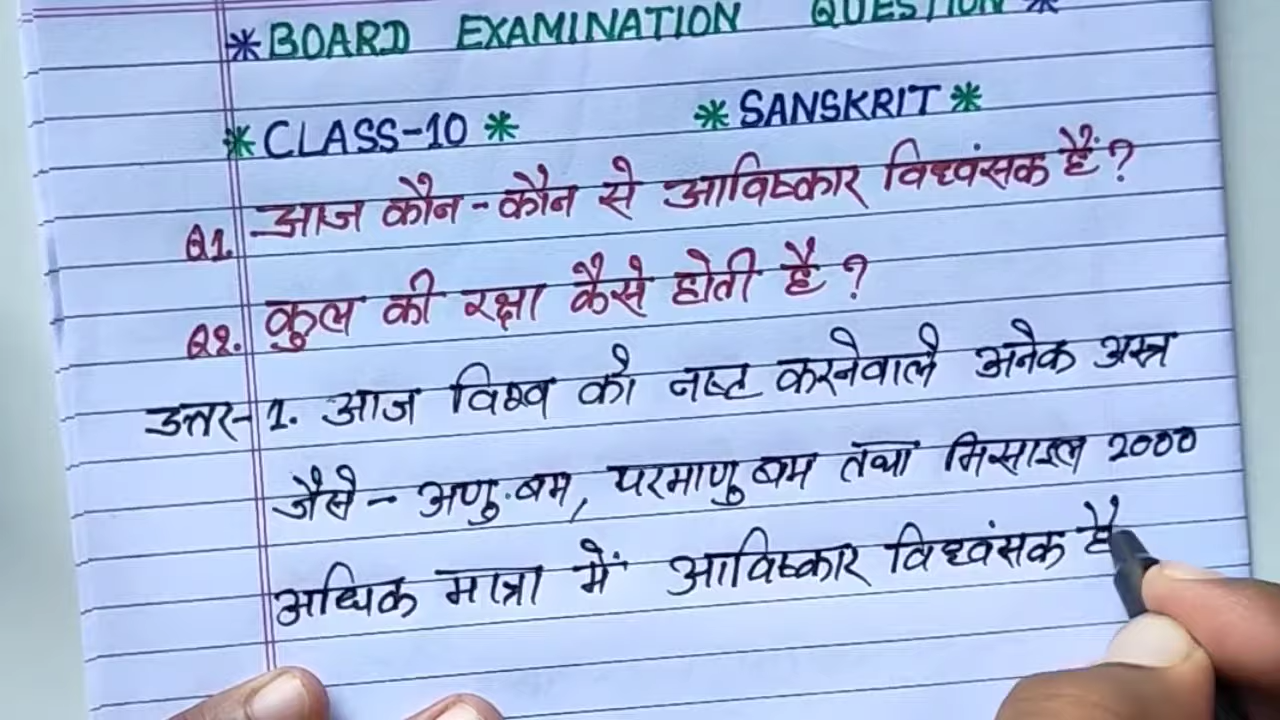 *BOARD EXAMINATION QUESTION *
*CLASS-10 * * SANSKRIT *
Q1. आज कौन-कौन से आविष्कार विध्वंसक हैं?
Q2. कुल की रक्षा कैसे होती है?
उत्तर-1. आज विश्व को नष्ट करनेवाले अनेक अस्त्र
जैसे- अणु.बम, परमाणु बम तथा मिसाइल 2000
अधिक मात्रा में आविष्कार विध्वंसक है